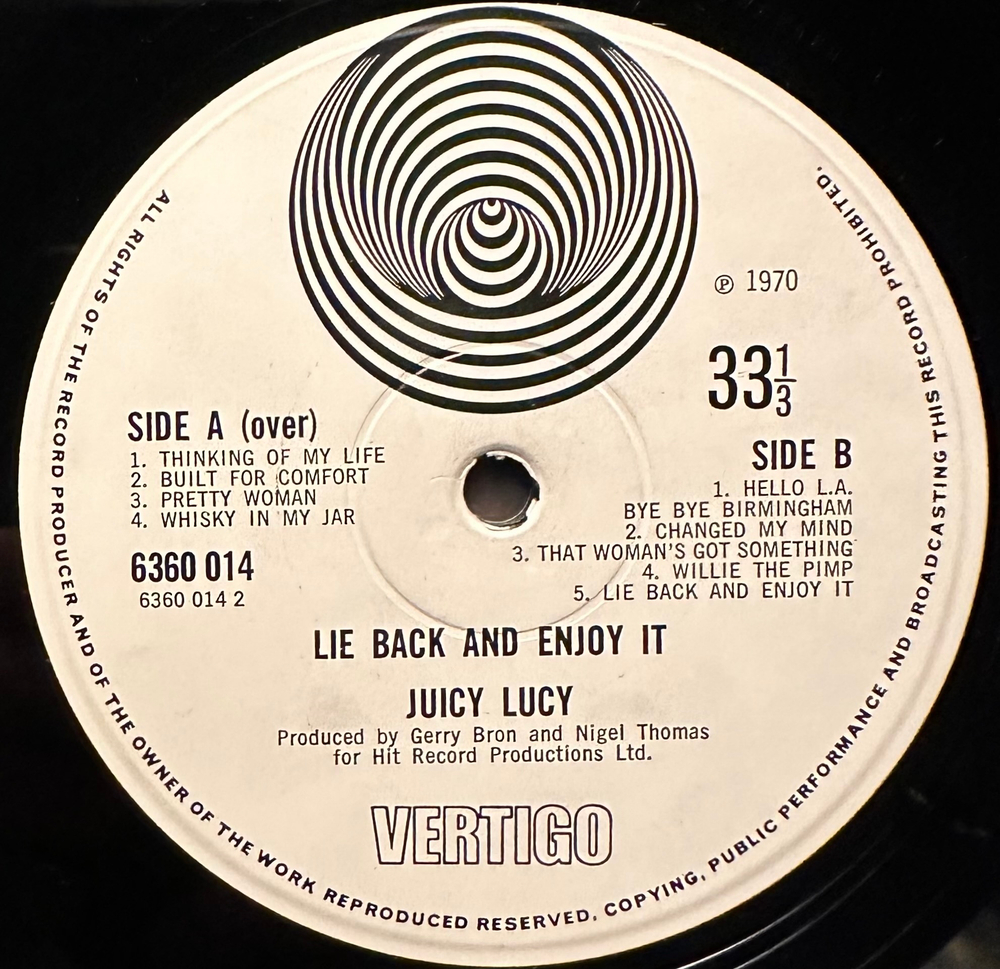 ℗ 1970
33 1/3
SIDE A (over)
1. THINKING OF MY LIFE
2. BUILT FOR COMFORT
3. PRETTY WOMAN
4. WHISKY IN MY JAR
6360 014
6360 014 2
SIDE B
1. HELLO L.A.
BYE BYE BIRMINGHAM
2. CHANGED MY MIND
3. THAT WOMAN'S GOT SOMETHING
4. WILLIE THE PIMP
5. LIE BACK AND ENJOY IT
LIE BACK AND ENJOY IT
JUICY LUCY
Produced by Gerry Bron and Nigel Thomas
for Hit Record Productions Ltd.
VERTIGO
ALL RIGHTS OF THE RECORD PRODUCER AND OF THE OWNER OF THE WORK REPRODUCED RESERVED. COPYING, PUBLIC PERFORMANCE AND BROADCASTING THIS RECORD PROHIBITED.